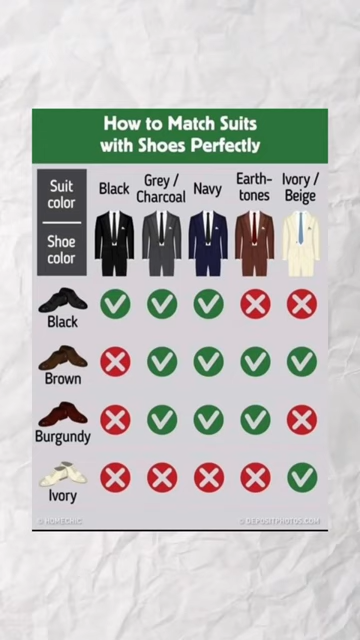 How to Match Suits
with Shoes Perfectly
Suit
color
Shoe
color
Black
Grey /
Charcoal
Navy
Earth-
tones
Ivory /
Beige
Black
Brown
Burgundy
Ivory
© HOMECHIC
© DEPOSITPHOTOS.COM